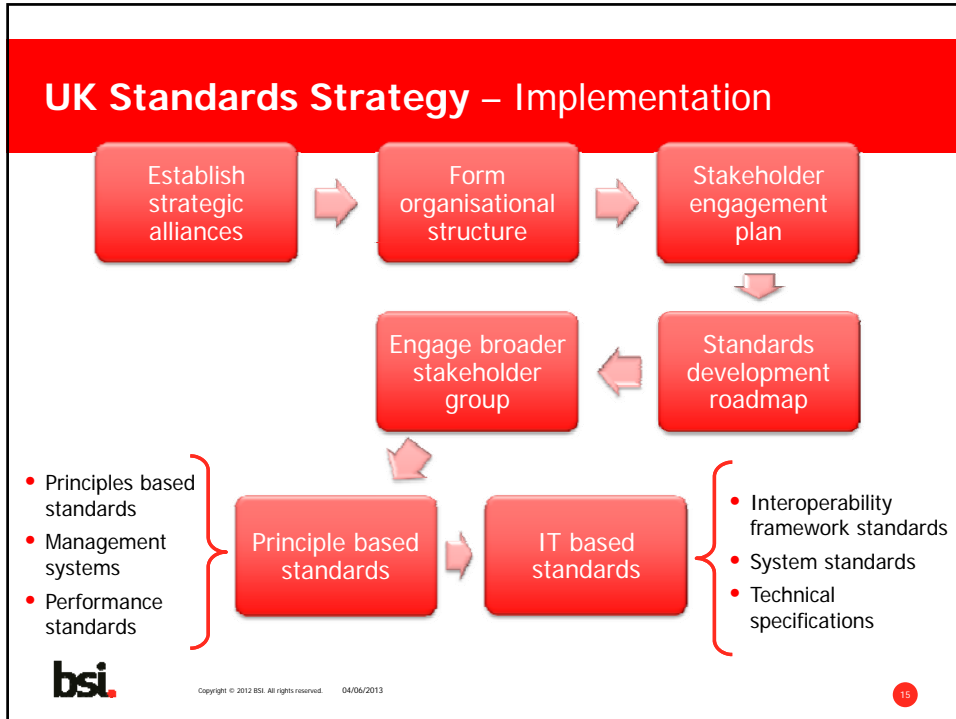 UK Standards Strategy – Implementation
Establish
strategic
alliances
Form
organisational
structure
Stakeholder
engagement
plan
Engage broader
stakeholder
group
Standards
development
roadmap
• Principles based
standards
• Management
systems
• Performance
standards
Principle based
standards
IT based
standards
• Interoperability
framework standards
• System standards
• Technical
specifications
bsi.
Copyright © 2012 BSI. All rights reserved. 04/06/2013
15